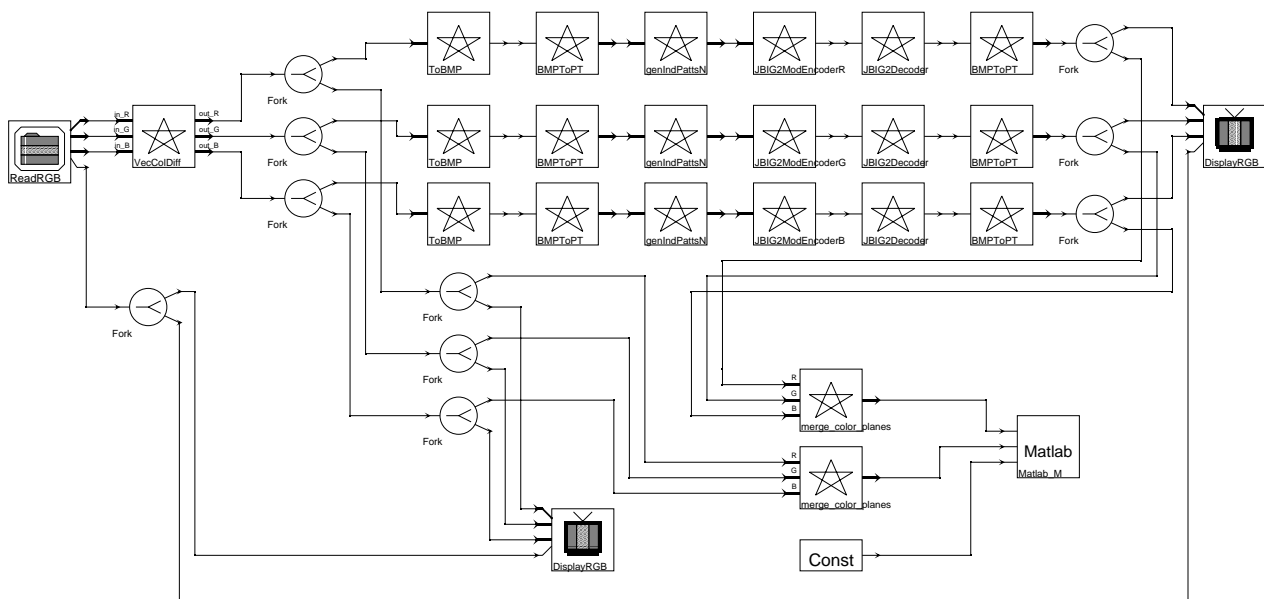 ToBMP
BMPToPT
genIndPattsN
JBIG2ModEncoderR
JBIG2Decoder
BMPToPT
Fork
Fork
in_R
out_R
in_G
out_G
in_B
out_B
VecColDiff
ReadRGB
Fork
ToBMP
BMPToPT
genIndPattsN
JBIG2ModEncoderG
JBIG2Decoder
BMPToPT
Fork
DisplayRGB
Fork
ToBMP
BMPToPT
genIndPattsN
JBIG2ModEncoderB
JBIG2Decoder
BMPToPT
Fork
Fork
Fork
Fork
Fork
R
G
B
merge_color_planes
Matlab
Matlab_M
R
G
B
merge_color_planes
DisplayRGB
Const